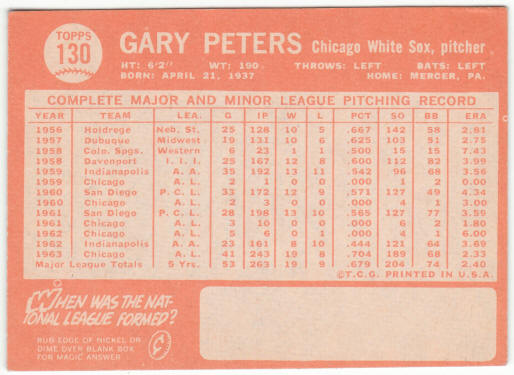 TOPPS
130
GARY PETERS Chicago White Sox, pitcher
HT: 6'2" WT: 190 THROWS: LEFT BATS: LEFT
BORN: APRIL 21, 1937 HOME: MERCER, PA.
COMPLETE MAJOR AND MINOR LEAGUE PITCHING RECORD
YEAR TEAM LEA. G IP W L PCT SO BB ERA
1956 Holdrege Neb. St. 25 128 10 5 .667 142 58 2.81
1957 Dubuque Midwest 19 131 10 6 .625 103 51 2.75
1958 Colo. Spgs. Western 6 23 1 1 .500 15 15 7.43
1958 Davenport I. I. I. 25 167 12 8 .600 112 82 3.99
1959 Indianapolis A. A. 35 192 13 11 .542 96 68 3.56
1959 Chicago A. L. 2 1 0 0 .000 1 2 0.00
1960 San Diego P. C. L. 33 172 12 9 .571 127 49 4.34
1960 Chicago A. L. 2 3 0 0 .000 4 1 3.00
1961 San Diego P. C. L. 28 198 13 10 .565 127 77 3.59
1961 Chicago A. L. 3 10 0 0 .000 6 2 1.80
1962 Chicago A. L. 5 6 0 1 .000 4 1 6.00
1962 Indianapolis A. A. 23 161 8 10 .444 121 64 3.69
1963 Chicago A. L. 41 243 19 8 .704 189 68 2.33
Major League Totals 5 Yrs. 53 263 19 9 .679 204 74 2.40
©T.C.G. PRINTED IN U.S.A.
WHEN WAS THE NAT-
IONAL LEAGUE FORMED?
RUB EDGE OF NICKEL OR
DIME OVER BLANK BOX
FOR MAGIC ANSWER